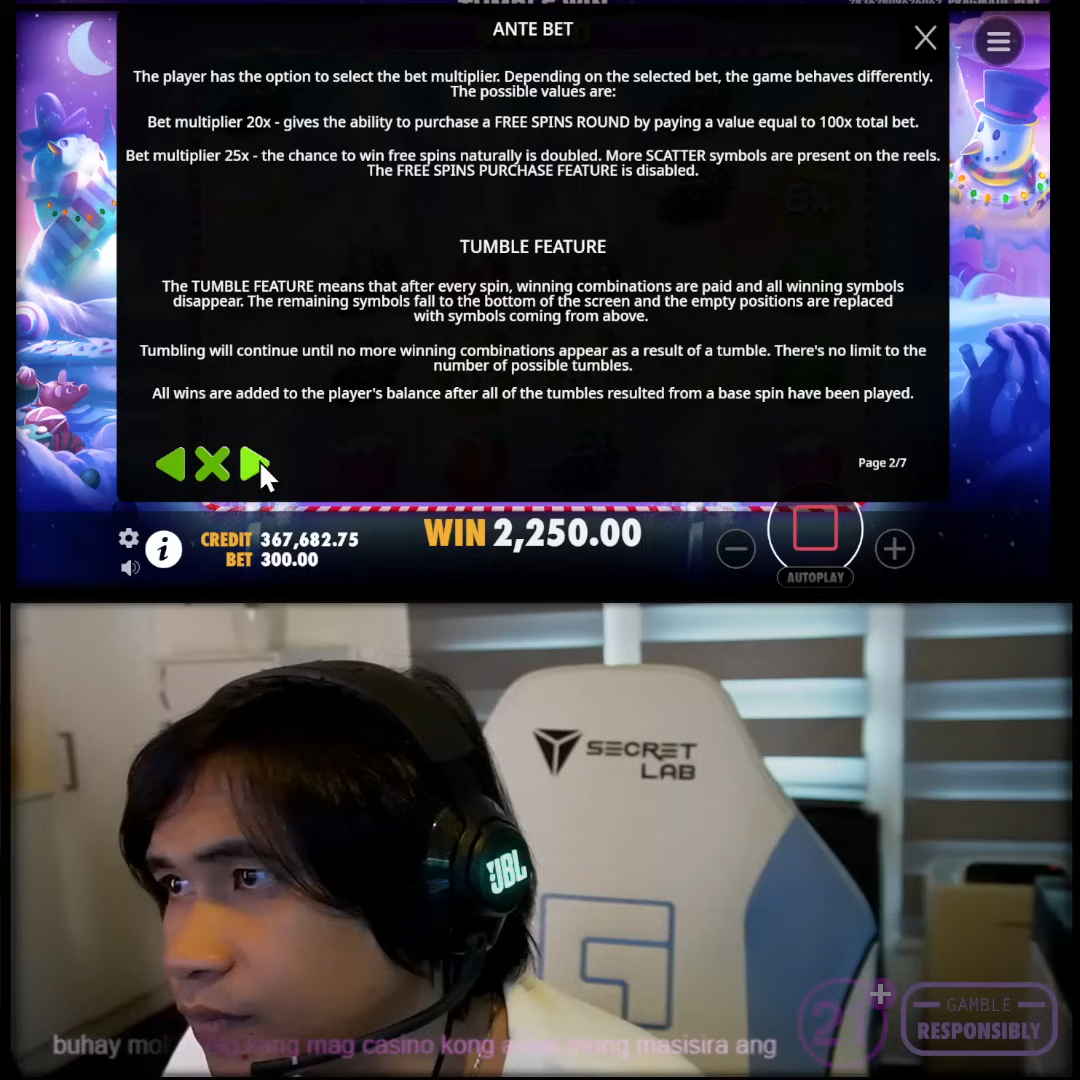 ANTE BET
The player has the option to select the bet multiplier. Depending on the selected bet, the game behaves differently.
The possible values are:
Bet multiplier 20x - gives the ability to purchase a FREE SPINS ROUND by paying a value equal to 100x total bet.
Bet multiplier 25x - the chance to win free spins naturally is doubled. More SCATTER symbols are present on the reels.
The FREE SPINS PURCHASE FEATURE is disabled.
TUMBLE FEATURE
The TUMBLE FEATURE means that after every spin, winning combinations are paid and all winning symbols
disappear. The remaining symbols fall to the bottom of the screen and the empty positions are replaced
with symbols coming from above.
Tumbling will continue until no more winning combinations appear as a result of a tumble. There's no limit to the
number of possible tumbles.
All wins are added to the player's balance after all of the tumbles resulted from a base spin have been played.
Page 2/7
CREDIT 367,682.75
BET 300.00
WIN 2,250.00
AUTOPLAY
SECRET
LAB
JBL
21+
GAMBLE
RESPONSIBLY
buhay mo kang mag casino kong masisira ang